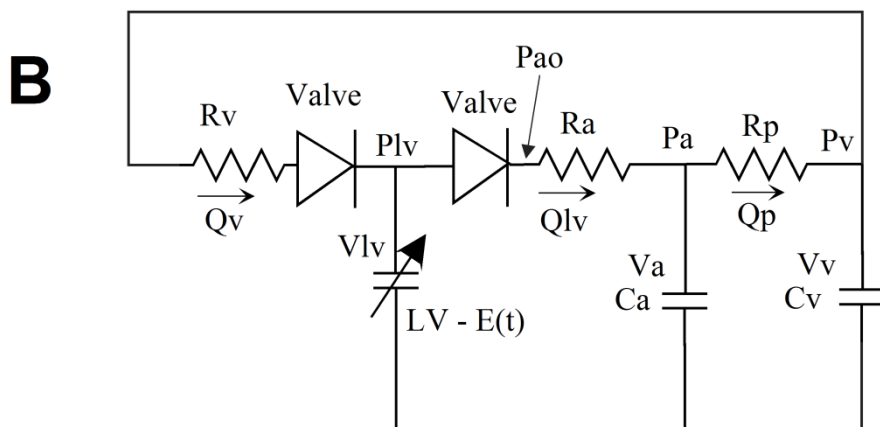 B
Pao
Valve
Valve
Rv
Ra
Pa
Rp
Pv
Plv
Qv
Qlv
Qp
Vlv
Va
Vv
Ca
Cv
LV - E(t)